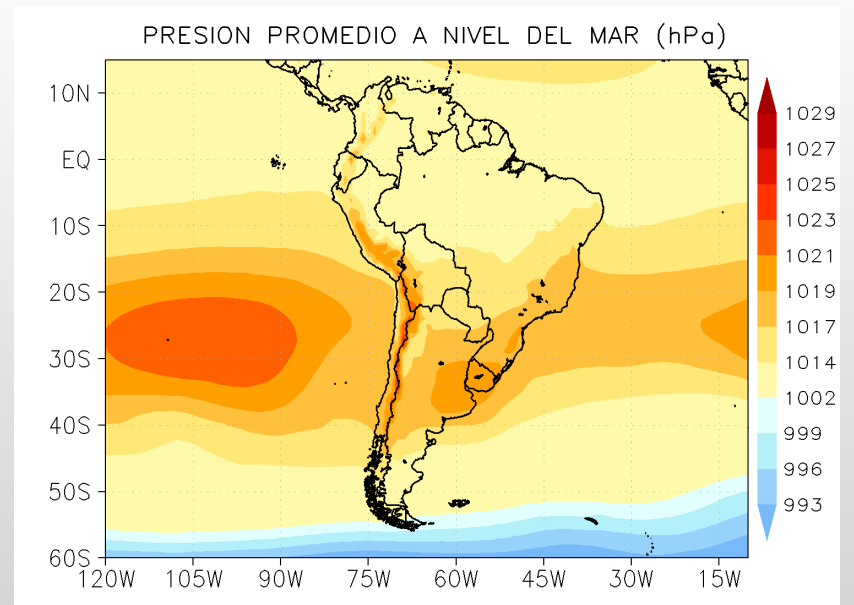 PRESION PROMEDIO A NIVEL DEL MAR (hPa)
10N
EQ
10S
20S
30S
40S
50S
60S
120W 105W 90W 75W 60W 45W 30W 15W
1029
1027
1025
1023
1021
1019
1017
1014
1002
999
996
993